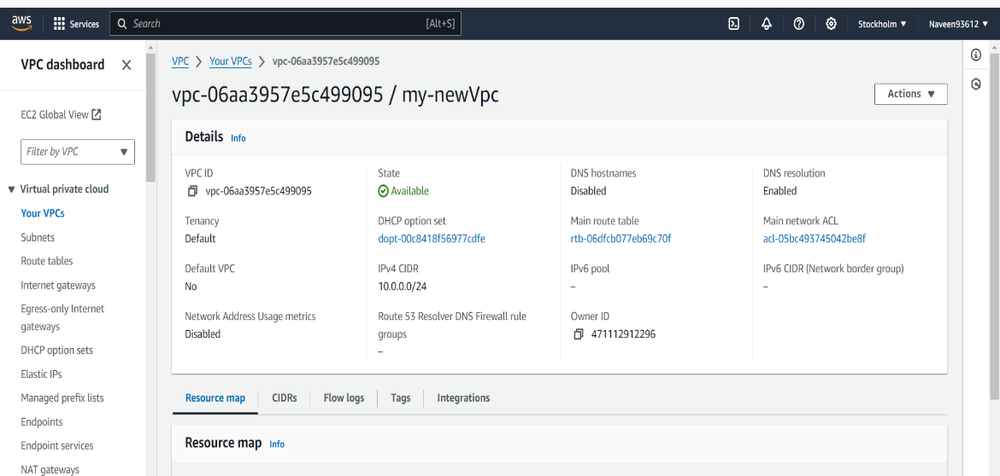 aws
Services
Search
[Alt+S]
Stockholm
Naveen93612
VPC dashboard
EC2 Global View
Filter by VPC
Virtual private cloud
Your VPCs
Subnets
Route tables
Internet gateways
Egress-only Internet
gateways
DHCP option sets
Elastic IPs
Managed prefix lists
Endpoints
Endpoint services
NAT gateways
VPC > Your VPCs > vpc-06aa3957e5c499095
vpc-06aa3957e5c499095 / my-newVpc
Actions
Details Info
VPC ID
vpc-06aa3957e5c499095
State
Available
DNS hostnames
Disabled
DNS resolution
Enabled
Tenancy
Default
DHCP option set
dopt-00c8418f56977cdfe
Main route table
rtb-06dfcb077eb69c70f
Main network ACL
acl-05bc493745042be8f
Default VPC
No
IPv4 CIDR
10.0.0.0/24
IPv6 pool
–
IPv6 CIDR (Network border group)
–
Network Address Usage metrics
Disabled
Route 53 Resolver DNS Firewall rule
groups
–
Owner ID
471112912296
Resource map
CIDRs
Flow logs
Tags
Integrations
Resource map Info